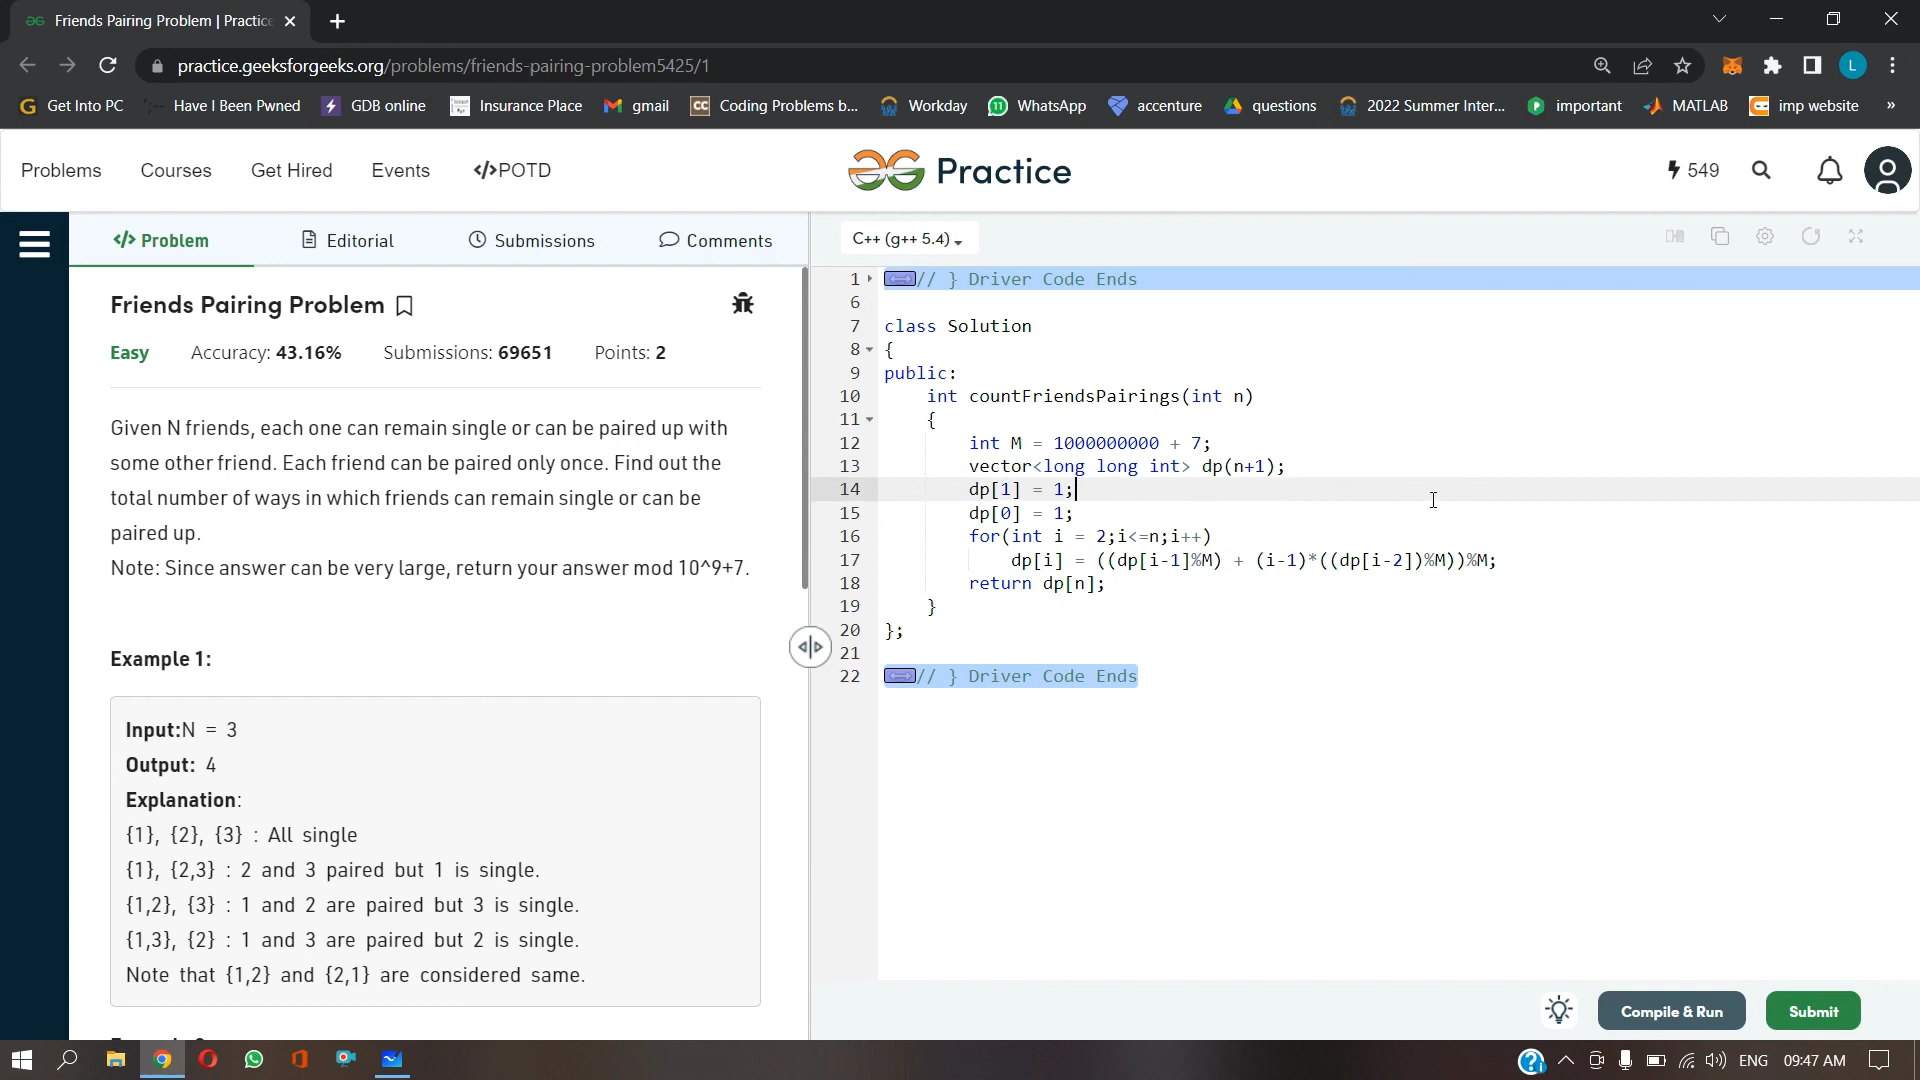 Friends Pairing Problem | Practice
practice.geeksforgeeks.org/problems/friends-pairing-problem5425/1
L
Get Into PC Have I Been Pwned GDB online Insurance Place gmail Coding Problems b... Workday WhatsApp accenture questions 2022 Summer Inter... important MATLAB imp website »
Problems Courses Get Hired Events </>POTD Practice 549
</> Problem Editorial Submissions Comments
Friends Pairing Problem
Easy Accuracy: 43.16% Submissions: 69651 Points: 2
Given N friends, each one can remain single or can be paired up with
some other friend. Each friend can be paired only once. Find out the
total number of ways in which friends can remain single or can be
paired up.
Note: Since answer can be very large, return your answer mod 10^9+7.
Example 1:
Input:N = 3
Output: 4
Explanation:
{1}, {2}, {3} : All single
{1}, {2,3} : 2 and 3 paired but 1 is single.
{1,2}, {3} : 1 and 2 are paired but 3 is single.
{1,3}, {2} : 1 and 3 are paired but 2 is single.
Note that {1,2} and {2,1} are considered same.
C++ (g++ 5.4)
1 // } Driver Code Ends
6
7 class Solution
8 {
9 public:
10 int countFriendsPairings(int n)
11 {
12 int M = 1000000000 + 7;
13 vector<long long int> dp(n+1);
14 dp[1] = 1;
15 dp[0] = 1;
16 for(int i = 2;i<=n;i++)
17 dp[i] = ((dp[i-1]%M) + (i-1)*((dp[i-2])%M))%M;
18 return dp[n];
19 }
20 };
21
22 // } Driver Code Ends
Compile & Run Submit
ENG 09:47 AM